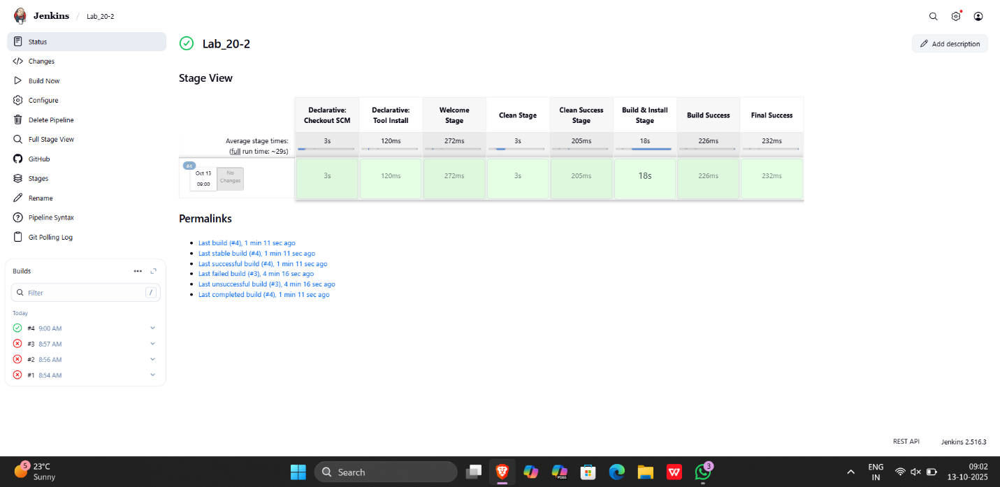 Jenkins / Lab_20-2
Status
Changes
Build Now
Configure
Delete Pipeline
Full Stage View
GitHub
Stages
Rename
Pipeline Syntax
Git Polling Log
Builds
Filter /
Today
#4 9:00 AM
#3 8:57 AM
#2 8:56 AM
#1 8:54 AM
Lab_20-2
Add description
Stage View
Declarative: Checkout SCM
Declarative: Tool Install
Welcome Stage
Clean Stage
Clean Success Stage
Build & Install Stage
Build Success
Final Success
Average stage times:
(full run time: ~29s)
3s 120ms 272ms 3s 205ms 18s 226ms 232ms
#4
Oct 13
09:00
No Changes
3s 120ms 272ms 3s 205ms 18s 226ms 232ms
Permalinks
Last build (#4), 1 min 11 sec ago
Last stable build (#4), 1 min 11 sec ago
Last successful build (#4), 1 min 11 sec ago
Last failed build (#3), 4 min 16 sec ago
Last unsuccessful build (#3), 4 min 16 sec ago
Last completed build (#4), 1 min 11 sec ago
REST API Jenkins 2.516.3
5
23°C
Sunny
Search
M365
W
3
ENG
IN
09:02
13-10-2025